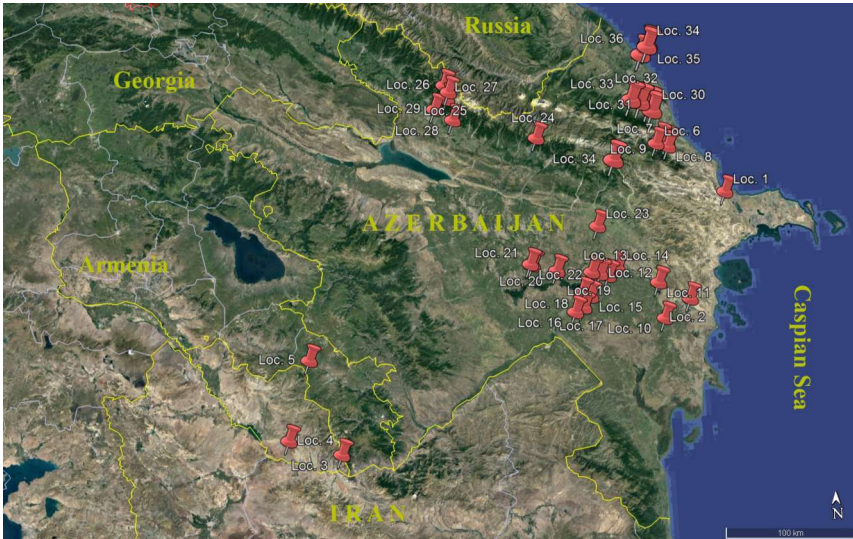 Russia
Loc. 34
Loc. 36
Loc. 35
Georgia
Loc. 26
Loc. 27
Loc. 33
Loc. 32
Loc. 30
Loc. 29
Loc. 25
Loc. 31
Loc. 28
Loc. 24
Loc. 7
Loc. 6
Loc. 9
Loc. 34
Loc. 8
Loc. 1
AZERBAIJAN
Loc. 23
Armenia
Loc. 21
Loc. 13
Loc. 14
Loc. 22
Loc. 12
Loc. 20
Loc. 19
Loc. 11
Loc. 18
Loc. 15
Loc. 2
Loc. 16
Loc. 17
Loc. 10
Caspian Sea
Loc. 5
Loc. 4
Loc. 3
IRAN
N
100 km